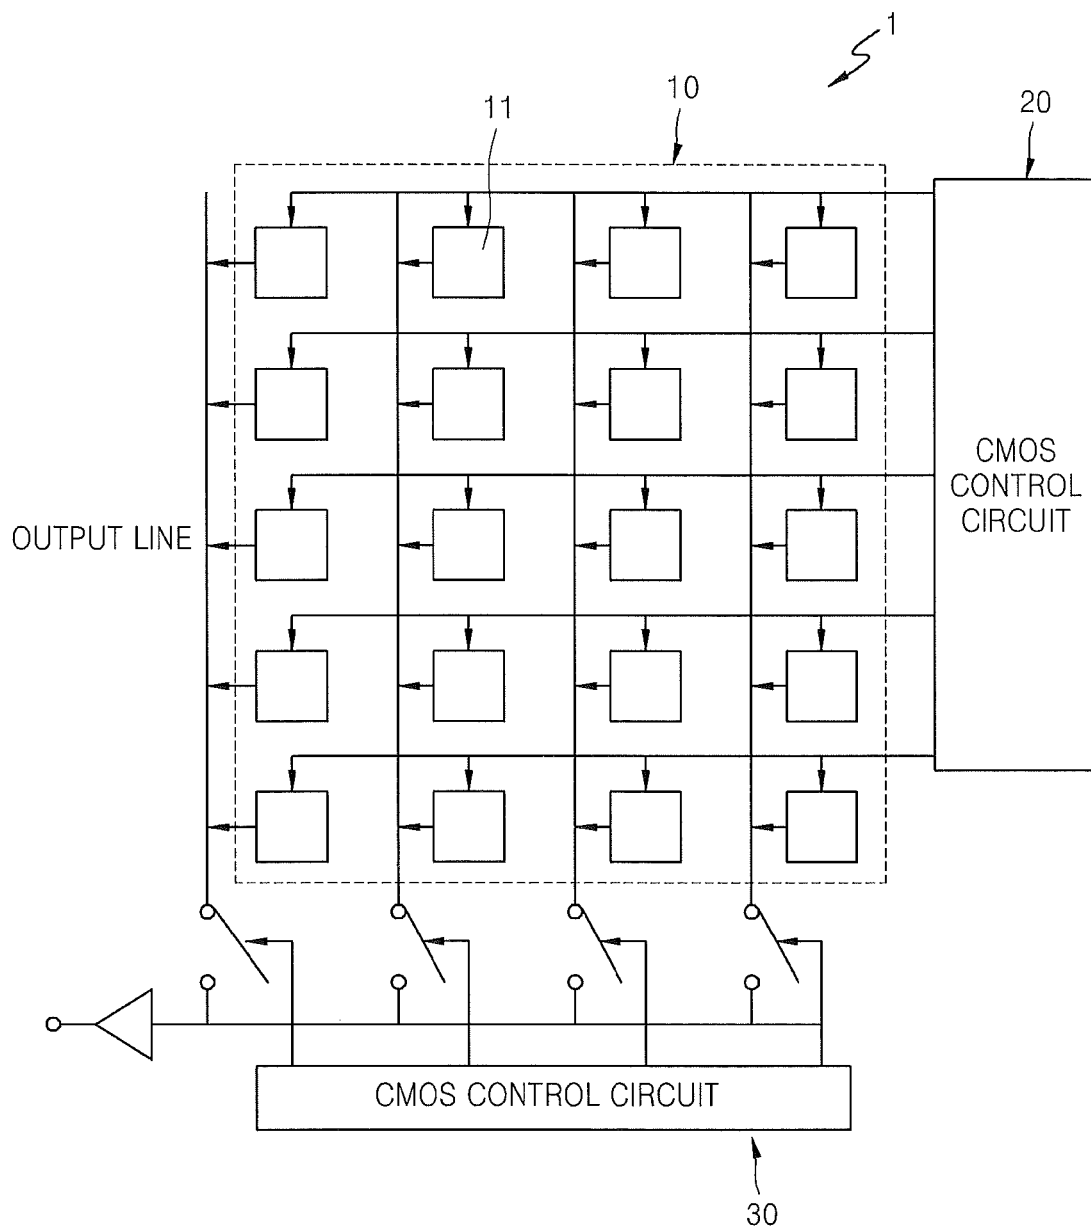 1
10
20
11
CMOS
CONTROL
CIRCUIT
OUTPUT LINE
CMOS CONTROL CIRCUIT
30